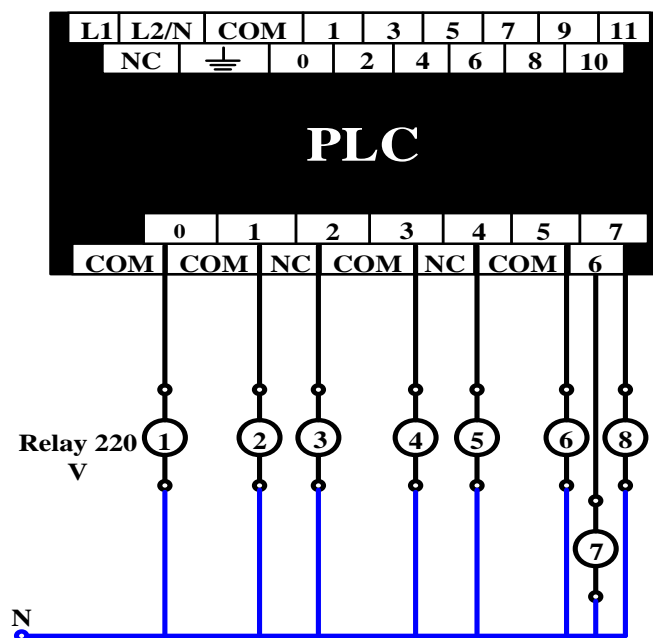 L1 L2/N COM 1 3 5 7 9 11
NC 0 2 4 6 8 10
PLC
0 1 2 3 4 5 7
COM COM NC COM NC COM 6
Relay 220 V
1 2 3 4 5 6 8
7
N